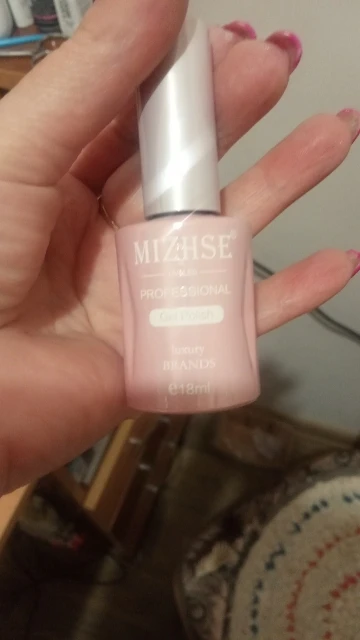 MIZHSE®
PROFESSIONAL
Gel Polish
luxury
BRANDS
e18ml